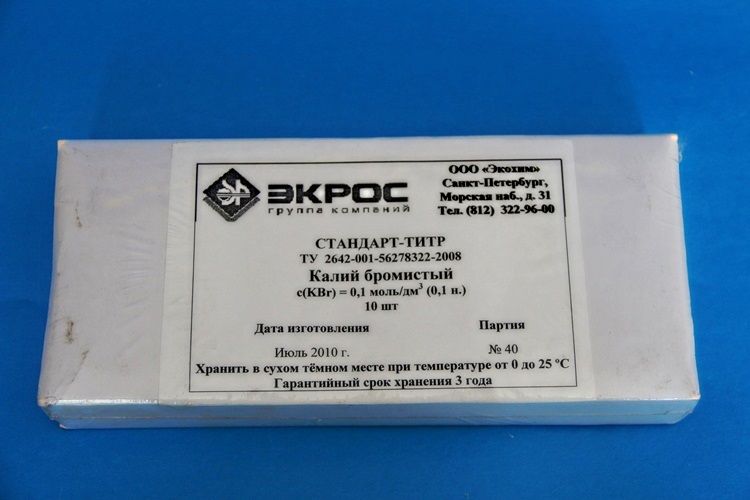 ЭКРОС
группа компаний
ООО «Экохим»
Санкт-Петербург,
Морская наб., д. 31
Тел. (812) 322-96-00
СТАНДАРТ-ТИТР
ТУ 2642-001-56278322-2008
Калий бромистый
c(KBr) = 0,1 моль/дм³ (0,1 н.)
10 шт
Дата изготовления Партия
Июль 2010 г. № 40
Хранить в сухом тёмном месте при температуре от 0 до 25 ºС
Гарантийный срок хранения 3 года